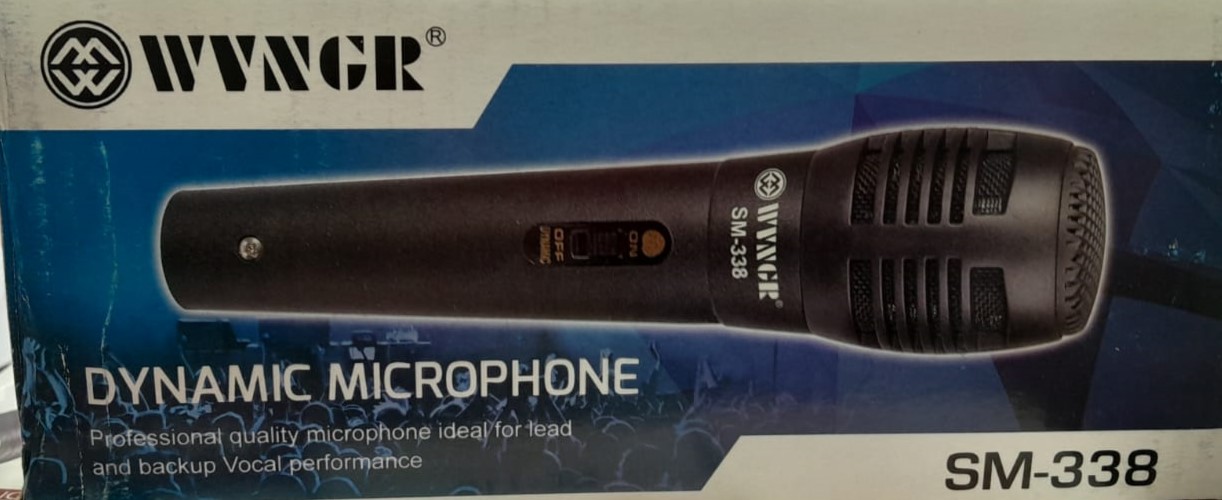 WVNGR®
ON
OFF
DYNAMIC
WVNGR®
SM-338
DYNAMIC MICROPHONE
Professional quality microphone ideal for lead
and backup Vocal performance
SM-338